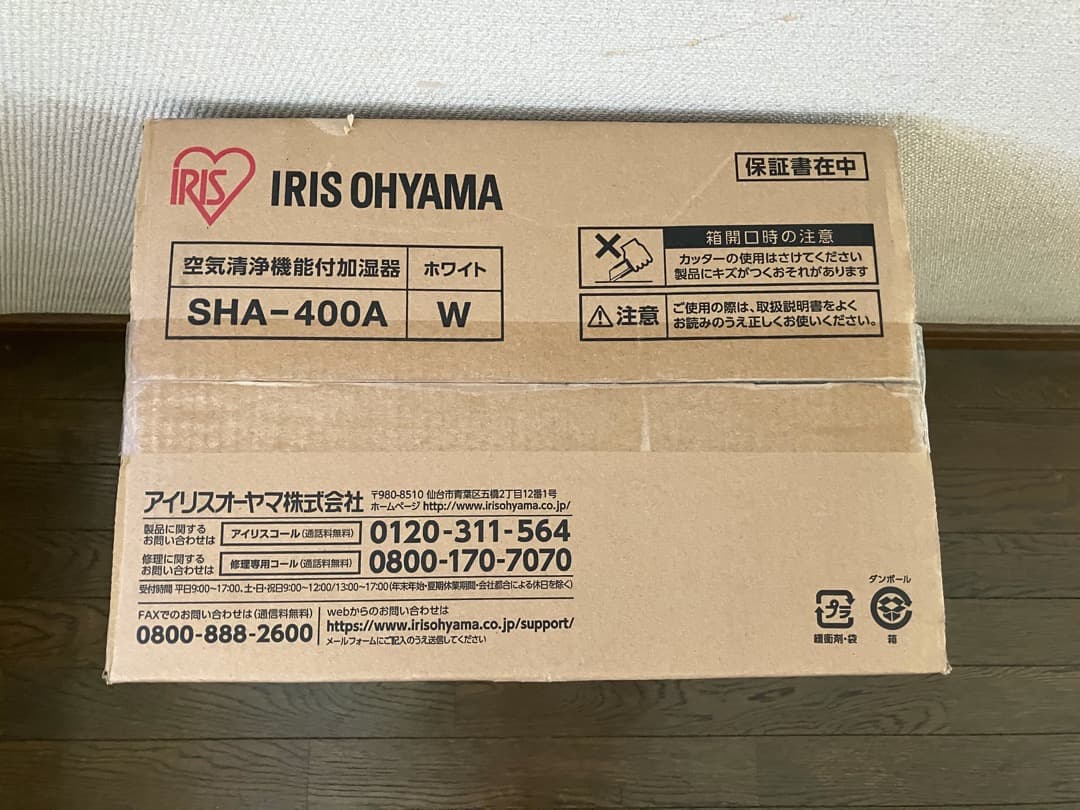 IRIS
IRIS OHYAMA
保証書在中
空気清浄機能付加湿器 ホワイト
SHA-400A W
箱開口時の注意
カッターの使用はさけてください
製品にキズがつくおそれがあります
注意
ご使用の際は、取扱説明書をよく
お読みのうえ正しくお使いください。
アイリスオーヤマ株式会社
〒980-8510 仙台市青葉区五橋2丁目12番1号
ホームページ http://www.irisohyama.co.jp/
製品に関する
お問い合わせは
アイリスコール(通話料無料)
0120-311-564
修理に関する
お問い合わせは
修理専用コール(通話料無料)
0800-170-7070
受付時間 平日9:00~17:00、土・日・祝日9:00~12:00/13:00~17:00(年末年始・夏期休業期間・会社都合による休日を除く)
FAXでのお問い合わせは(通信料無料)
0800-888-2600
webからのお問い合わせは
https://www.irisohyama.co.jp/support/
メールフォームにご記入のうえ送信してください
プラ
緩衝剤・袋
ダンボール
箱